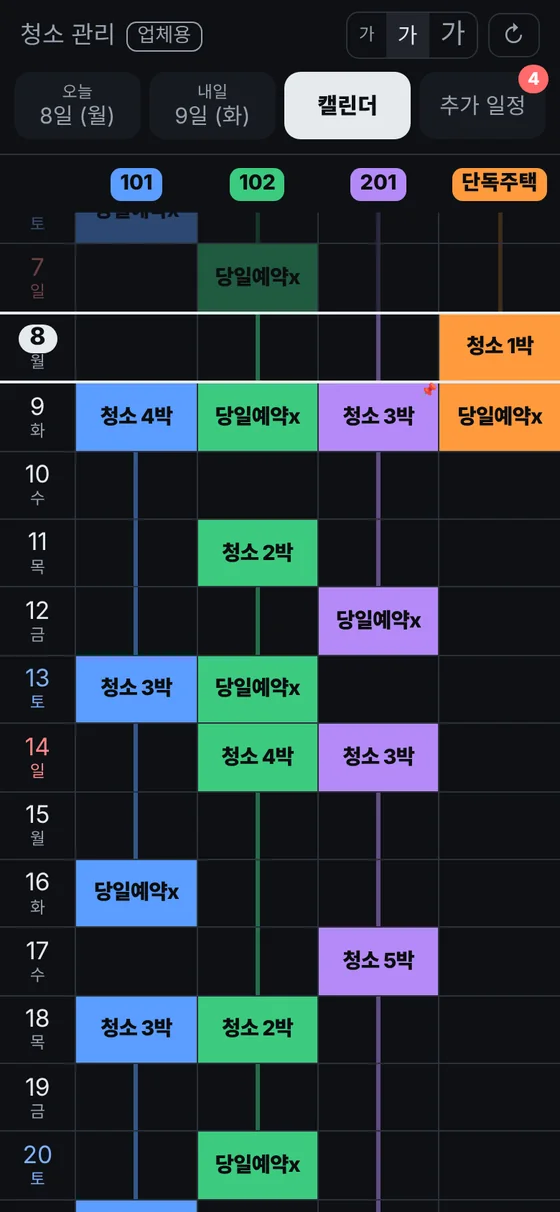 청소 관리 업체용 가 가 가
오늘
8일 (월)
내일
9일 (화)
캘린더
추가 일정
4
101 102 201 단독주택
토 당일예약x
7
일
당일예약x
8
월
청소 1박
9
화
청소 4박 당일예약x 청소 3박 당일예약x
10
수
11
목
청소 2박
12
금
당일예약x
13
토
청소 3박 당일예약x
14
일
청소 4박 청소 3박
15
월
16
화
당일예약x
17
수
청소 5박
18
목
청소 3박 청소 2박
19
금
20
토
당일예약x